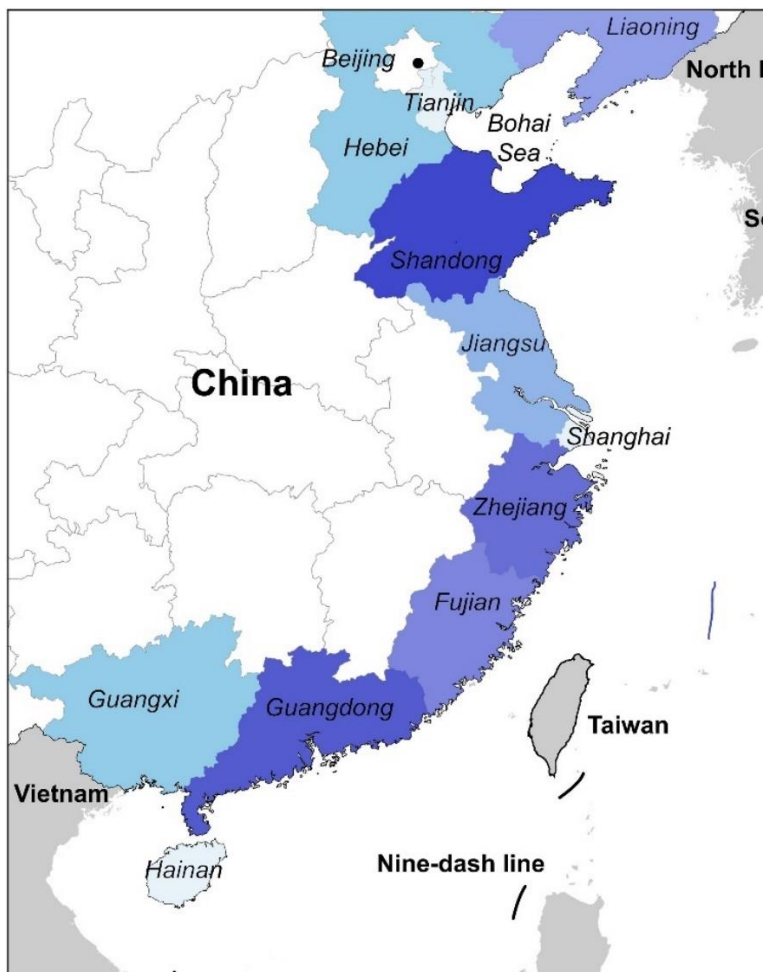 Liaoning
Beijing
North
Tianjin
Bohai
Sea
Hebei
Shandong
Jiangsu
China
Shanghai
Zhejiang
Fujian
Guangxi
Guangdong
Taiwan
Vietnam
Hainan
Nine-dash line